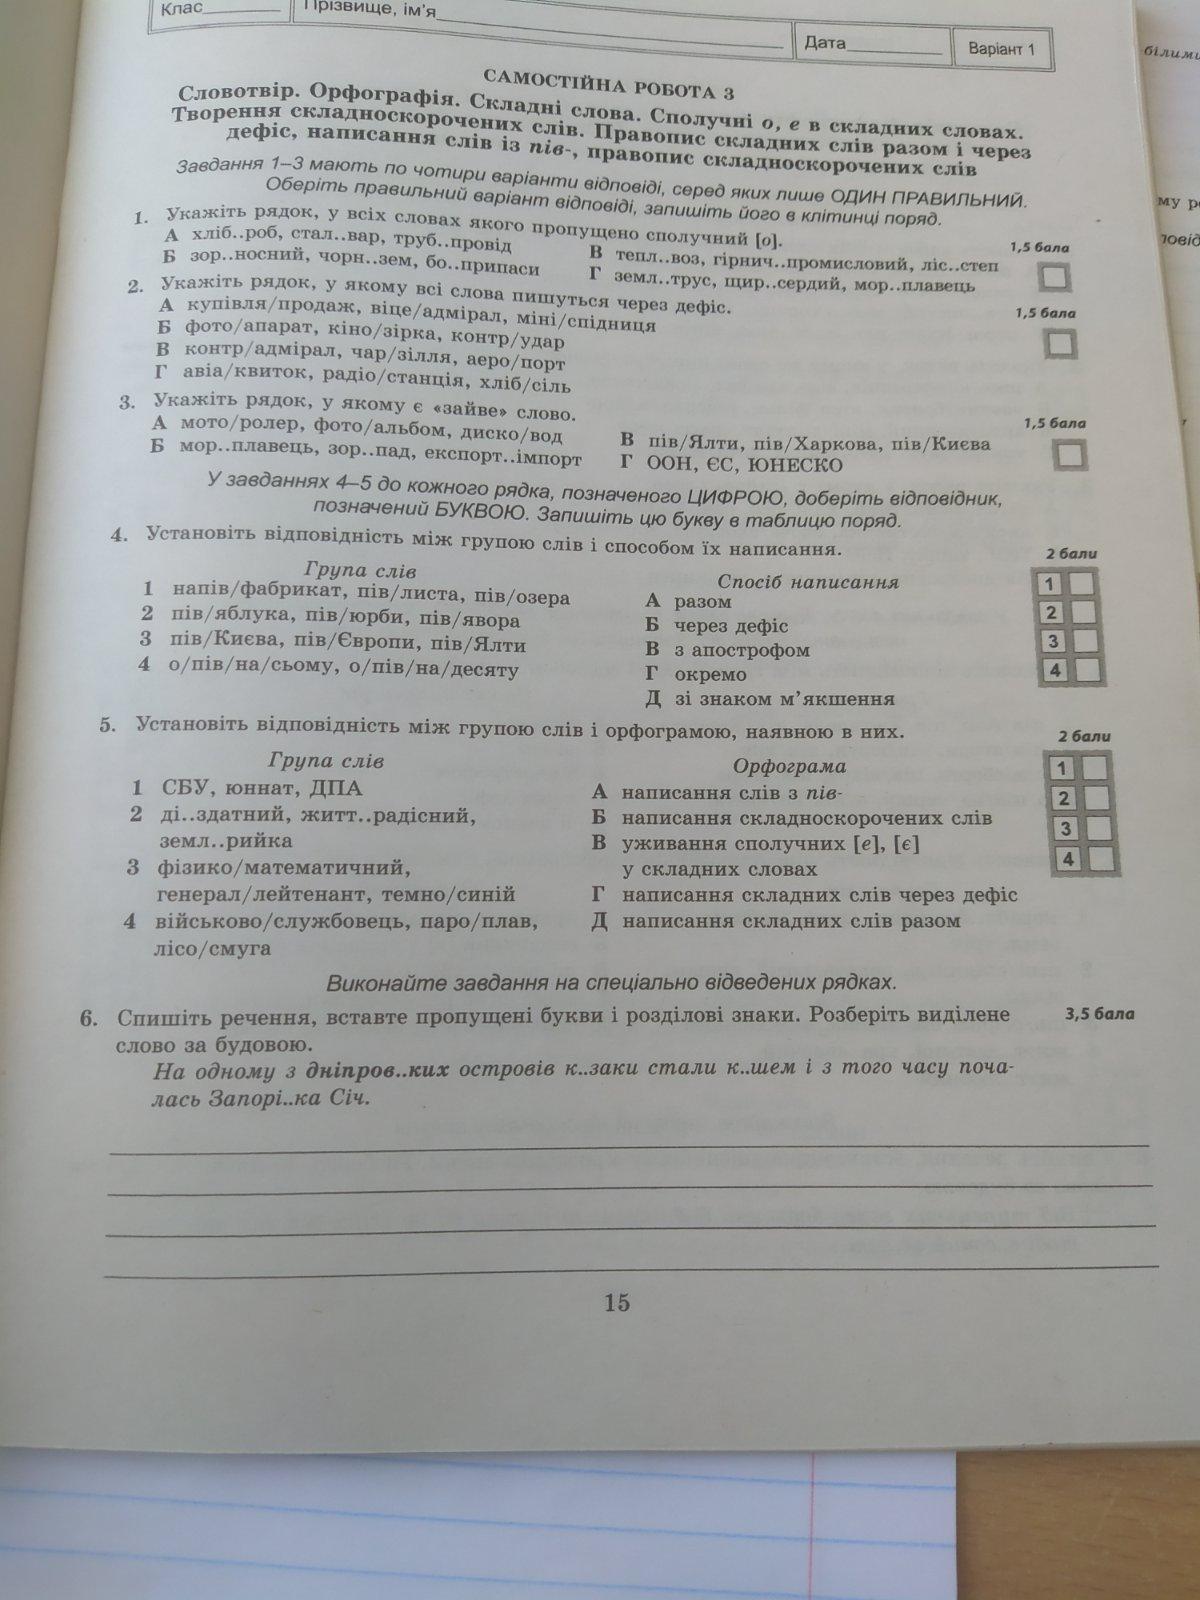 Клас
Прізвище, ім'я
Дата
Варіант 1
САМОСТІЙНА РОБОТА 3
Словотвір. Орфографія. Складні слова. Сполучні о, е в складних словах.
Творення складноскорочених слів. Правопис складних слів разом і через
дефіс, написання слів із пів-, правопис складноскорочених слів
Завдання 1–3 мають по чотири варіанти відповіді, серед яких лише ОДИН ПРАВИЛЬНИЙ.
Оберіть правильний варіант відповіді, запишіть його в клітинці поряд.
1. Укажіть рядок, у всіх словах якого пропущено сполучний [о].
1,5 бала
А хліб..роб, стал..вар, труб..провід
Б зор..носний, чорн..зем, бо..припаси
В тепл..воз, гірнич..промисловий, ліс..степ
Г земл..трус, щир..сердий, мор..плавець
2. Укажіть рядок, у якому всі слова пишуться через дефіс.
1,5 бала
А купівля/продаж, віце/адмірал, міні/спідниця
Б фото/апарат, кіно/зірка, контр/удар
В контр/адмірал, чар/зілля, аеро/порт
Г авіа/квиток, радіо/станція, хліб/сіль
3. Укажіть рядок, у якому є «зайве» слово.
1,5 бала
А мото/ролер, фото/альбом, диско/вод
Б мор..плавець, зор..пад, експорт..імпорт
В пів/Ялти, пів/Харкова, пів/Києва
Г ООН, ЄС, ЮНЕСКО
У завданнях 4–5 до кожного рядка, позначеного ЦИФРОЮ, доберіть відповідник,
позначений БУКВОЮ. Запишіть цю букву в таблицю поряд.
4. Установіть відповідність між групою слів і способом їх написання.
2 бали
Група слів
1 напів/фабрикат, пів/листа, пів/озера
2 пів/яблука, пів/юрби, пів/явора
3 пів/Києва, пів/Європи, пів/Ялти
4 о/пів/на/сьому, о/пів/на/десяту
Спосіб написання
А разом
Б через дефіс
В з апострофом
Г окремо
Д зі знаком м'якшення
1
2
3
4
5. Установіть відповідність між групою слів і орфограмою, наявною в них.
2 бали
Група слів
1 СБУ, юннат, ДПА
2 ді..здатний, житт..радісний,
земл..рийка
3 фізико/математичний,
генерал/лейтенант, темно/синій
4 військово/службовець, паро/плав,
лісо/смуга
Орфограма
А написання слів з пів-
Б написання складноскорочених слів
В уживання сполучних [е], [є]
у складних словах
Г написання складних слів через дефіс
Д написання складних слів разом
1
2
3
4
Виконайте завдання на спеціально відведених рядках.
6. Спишіть речення, вставте пропущені букви і розділові знаки. Розберіть виділене
слово за будовою.
3,5 бала
На одному з дніпров..ких островів к..заки стали к..шем і з того часу поча-
лась Запорі..ка Січ.
15
білими